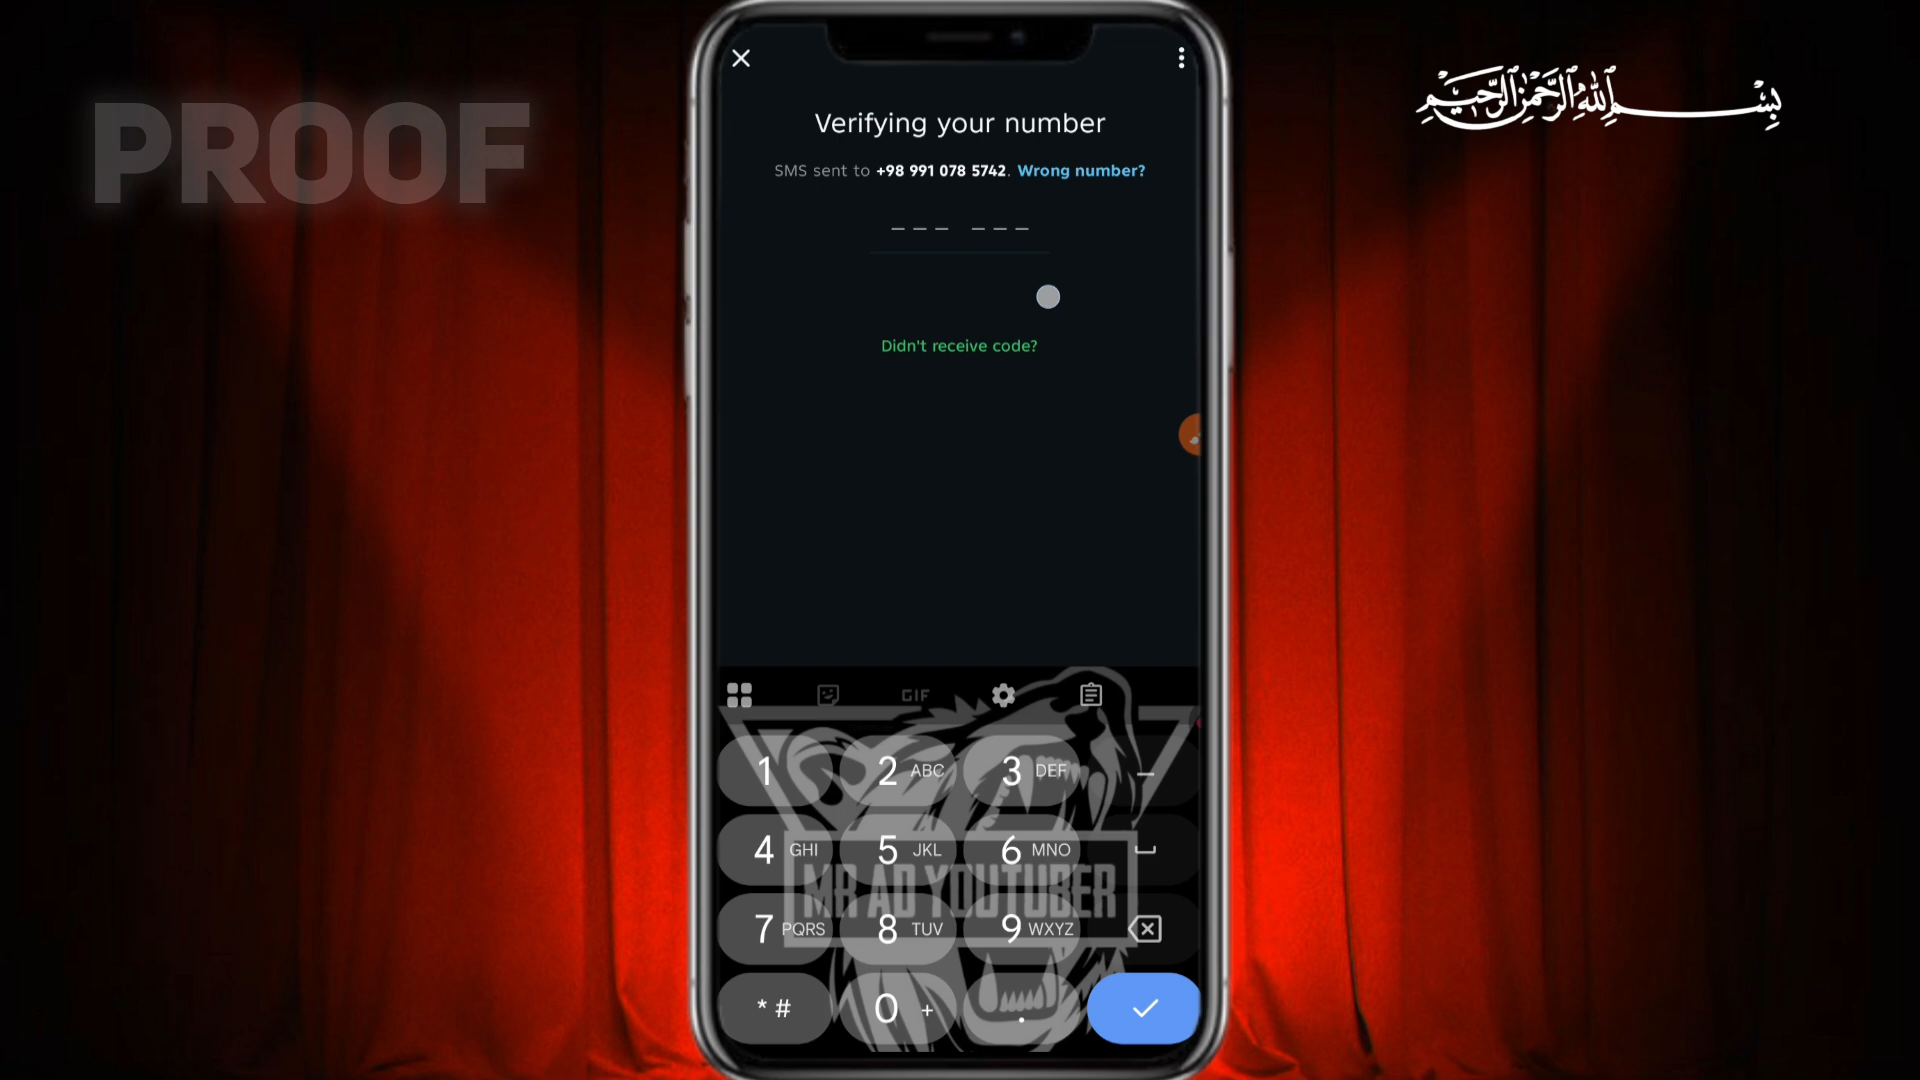 PROOF
بِسْمِ ٱللَّٰهِ ٱلرَّحْمَٰنِ ٱلرَّحِيمِ
Verifying your number
SMS sent to +98 991 078 5742. Wrong number?
_ _ _ _ _ _
Didn't receive code?
GIF
1 2 ABC 3 DEF –
4 GHI 5 JKL 6 MNO
MR AD YOUTUBER
7 PQRS 8 TUV 9 WXYZ
* # 0 + .